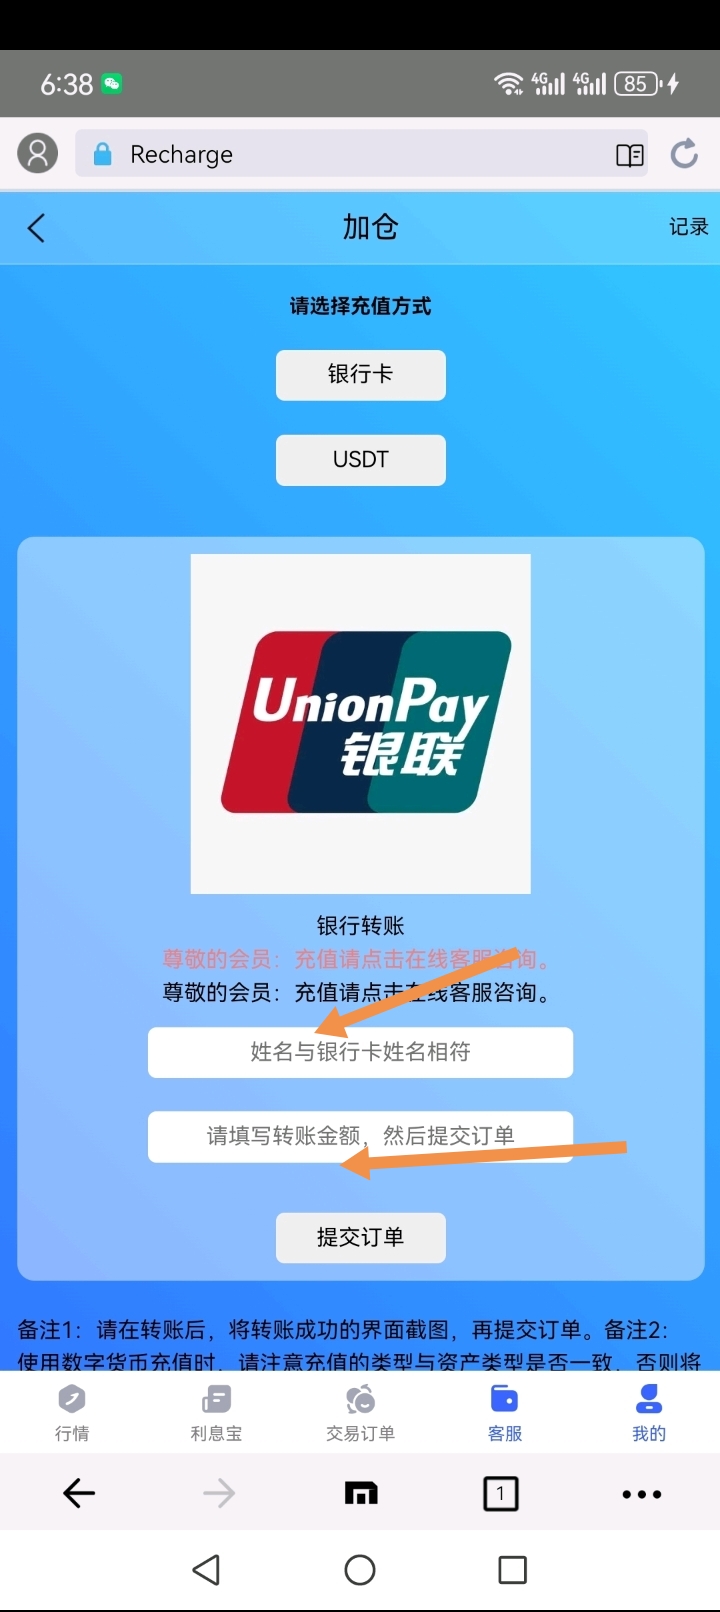 6:38
4G 4G 85
Recharge
加仓
记录
请选择充值方式
银行卡
USDT
UnionPay
银联
银行转账
尊敬的会员：充值请点击在线客服咨询。
尊敬的会员：充值请点击在线客服咨询。
姓名与银行卡姓名相符
请填写转账金额，然后提交订单
提交订单
备注1：请在转账后，将转账成功的界面截图，再提交订单。备注2：
使用数字货币充值时，请注意充值的类型与资产类型是否一致，否则将
行情
利息宝
交易订单
客服
我的
1